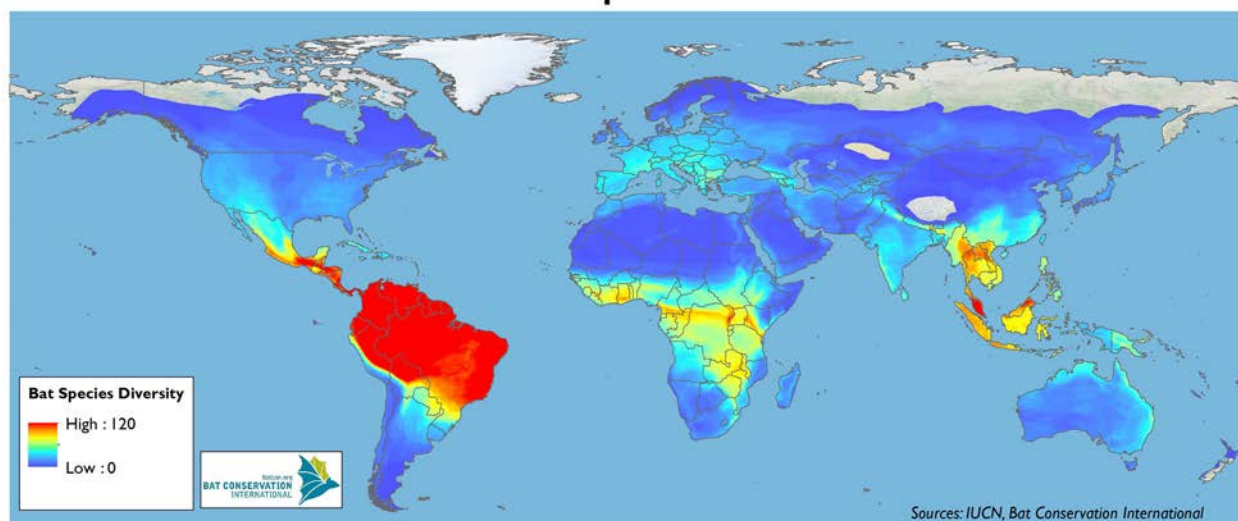 Bat Species Diversity
High : 120
Low : 0
batcon.org
BAT CONSERVATION
INTERNATIONAL
Sources: IUCN, Bat Conservation International